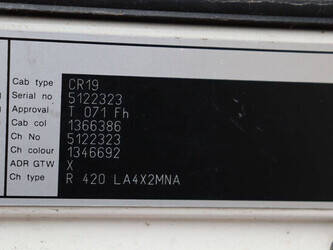 Cab type CR19
Serial no 5122323
Approval T 071 Fh
Cab col 1366386
Ch No 5122323
Ch colour 1346692
ADR GTW X
Ch type R 420 LA4X2MNA